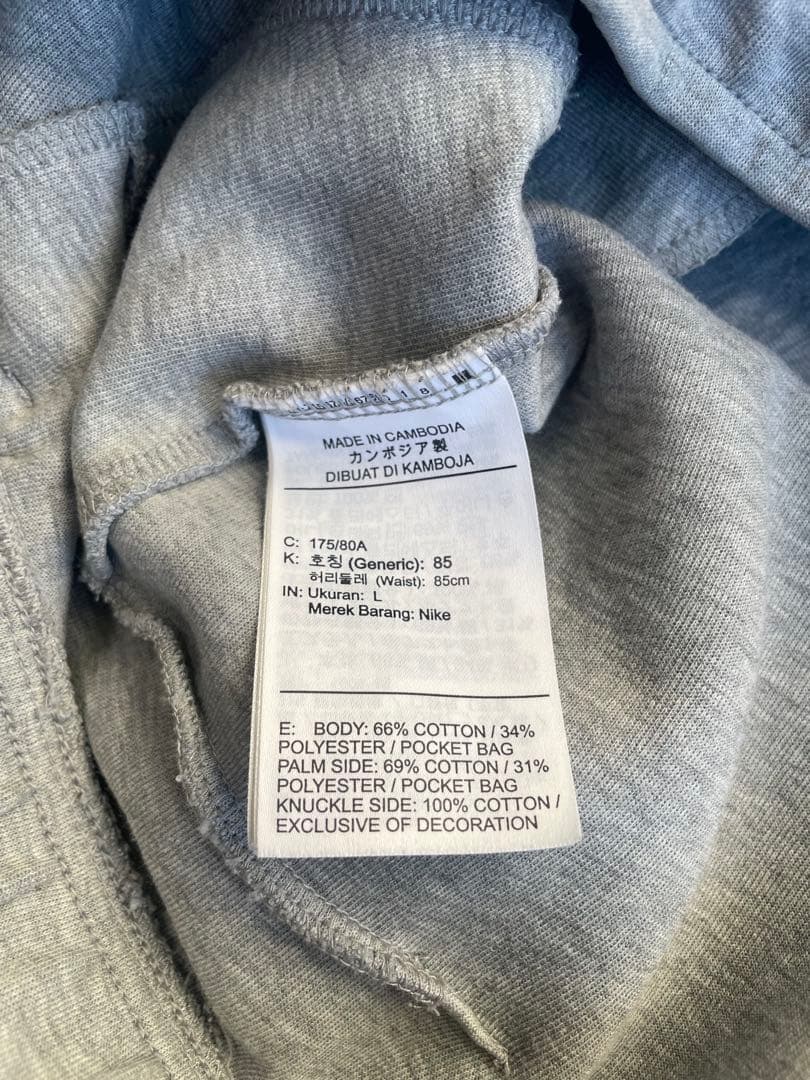 MADE IN CAMBODIA
カンボジア製
DIBUAT DI KAMBOJA
C: 175/80A
K: 호칭 (Generic): 85
허리둘레 (Waist): 85cm
IN: Ukuran: L
Merek Barang: Nike
E: BODY: 66% COTTON / 34%
POLYESTER / POCKET BAG
PALM SIDE: 69% COTTON / 31%
POLYESTER / POCKET BAG
KNUCKLE SIDE: 100% COTTON /
EXCLUSIVE OF DECORATION